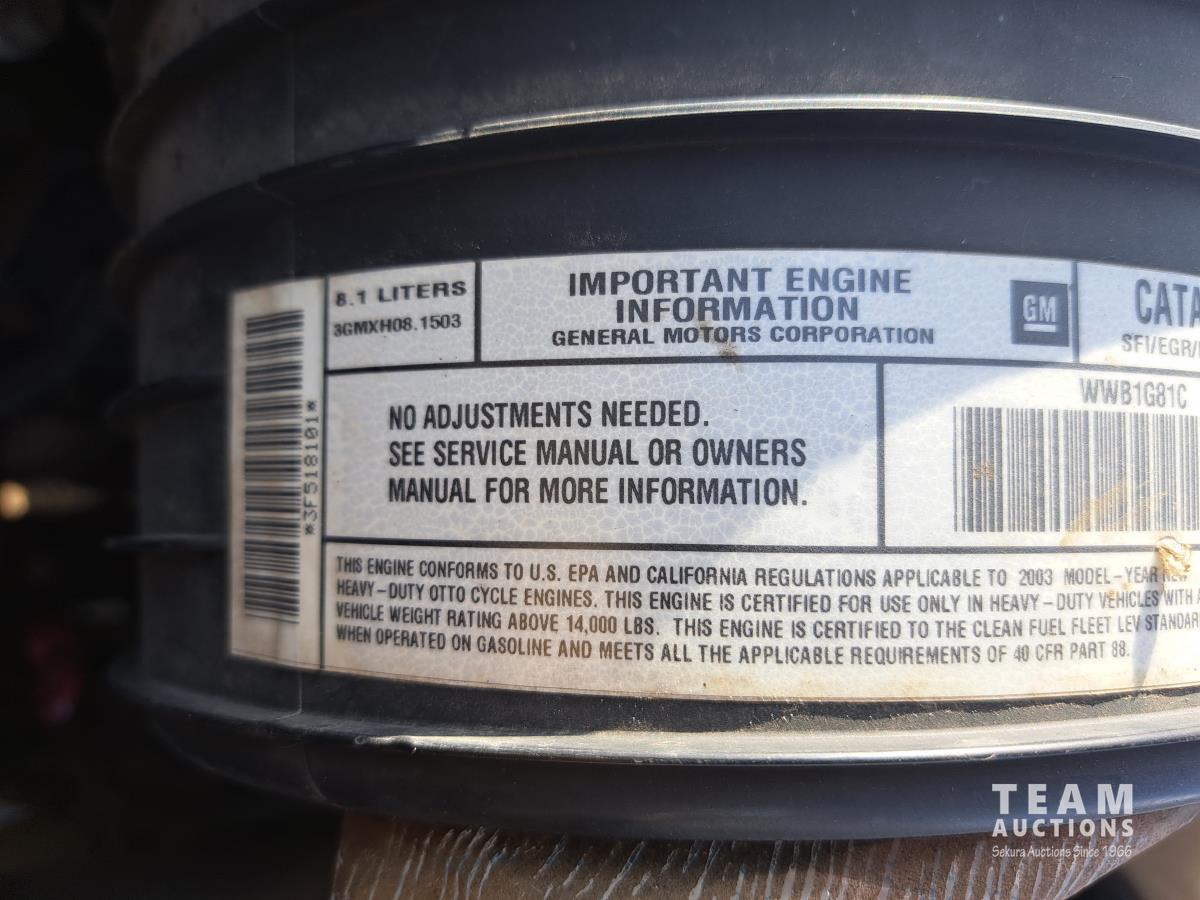 8.1 LITERS
3GMXH08.1503
IMPORTANT ENGINE
INFORMATION
GENERAL MOTORS CORPORATION
GM
SFI/EGR/
*3F518101*
NO ADJUSTMENTS NEEDED.
SEE SERVICE MANUAL OR OWNERS
MANUAL FOR MORE INFORMATION.
WWB1G81C
THIS ENGINE CONFORMS TO U.S. EPA AND CALIFORNIA REGULATIONS APPLICABLE TO 2003 MODEL-YEAR NEW
HEAVY-DUTY OTTO CYCLE ENGINES. THIS ENGINE IS CERTIFIED FOR USE ONLY IN HEAVY-DUTY VEHICLES WITH A
VEHICLE WEIGHT RATING ABOVE 14,000 LBS. THIS ENGINE IS CERTIFIED TO THE CLEAN FUEL FLEET LEV
WHEN OPERATED ON GASOLINE AND MEETS ALL THE APPLICABLE REQUIREMENTS OF 40 CFR PART 88.
TEAM
AUCTIONS
Sekura Auctions Since 1966